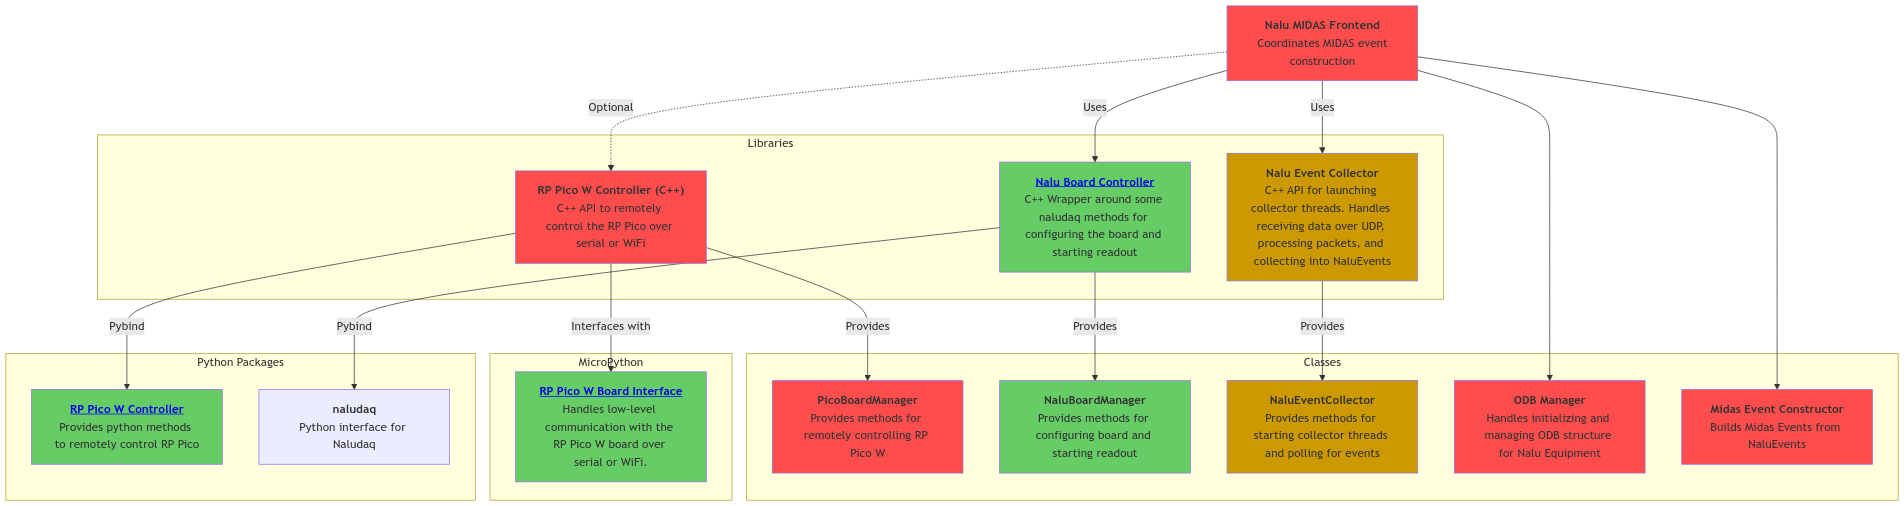 Nalu MIDAS Frontend
Coordinates MIDAS event
construction
Optional
Uses
Uses
Libraries
RP Pico W Controller (C++)
C++ API to remotely
control the RP Pico over
serial or WiFi
Nalu Board Controller
C++ Wrapper around some
naludaq methods for
configuring the board and
starting readout
Nalu Event Collector
C++ API for launching
collector threads. Handles
receiving data over UDP,
processing packets, and
collecting into NaluEvents
Pybind
Pybind
Interfaces with
Provides
Provides
Provides
Python Packages
RP Pico W Controller
Provides python methods
to remotely control RP Pico
naludaq
Python interface for
Naludaq
MicroPython
RP Pico W Board Interface
Handles low-level
communication with the
RP Pico W board over
serial or WiFi.
Classes
PicoBoardManager
Provides methods for
remotely controlling RP
Pico W
NaluBoardManager
Provides methods for
configuring board and
starting readout
NaluEventCollector
Provides methods for
starting collector threads
and polling for events
ODB Manager
Handles initializing and
managing ODB structure
for Nalu Equipment
Midas Event Constructor
Builds Midas Events from
NaluEvents